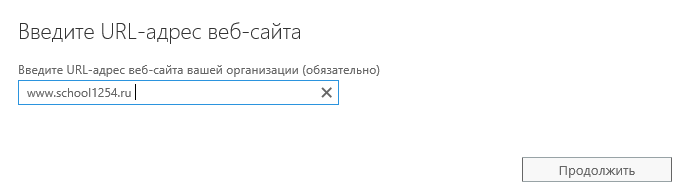 Введите URL-адрес веб-сайта
Введите URL-адрес веб-сайта вашей организации (обязательно)
www.school1254.ru
Продолжить